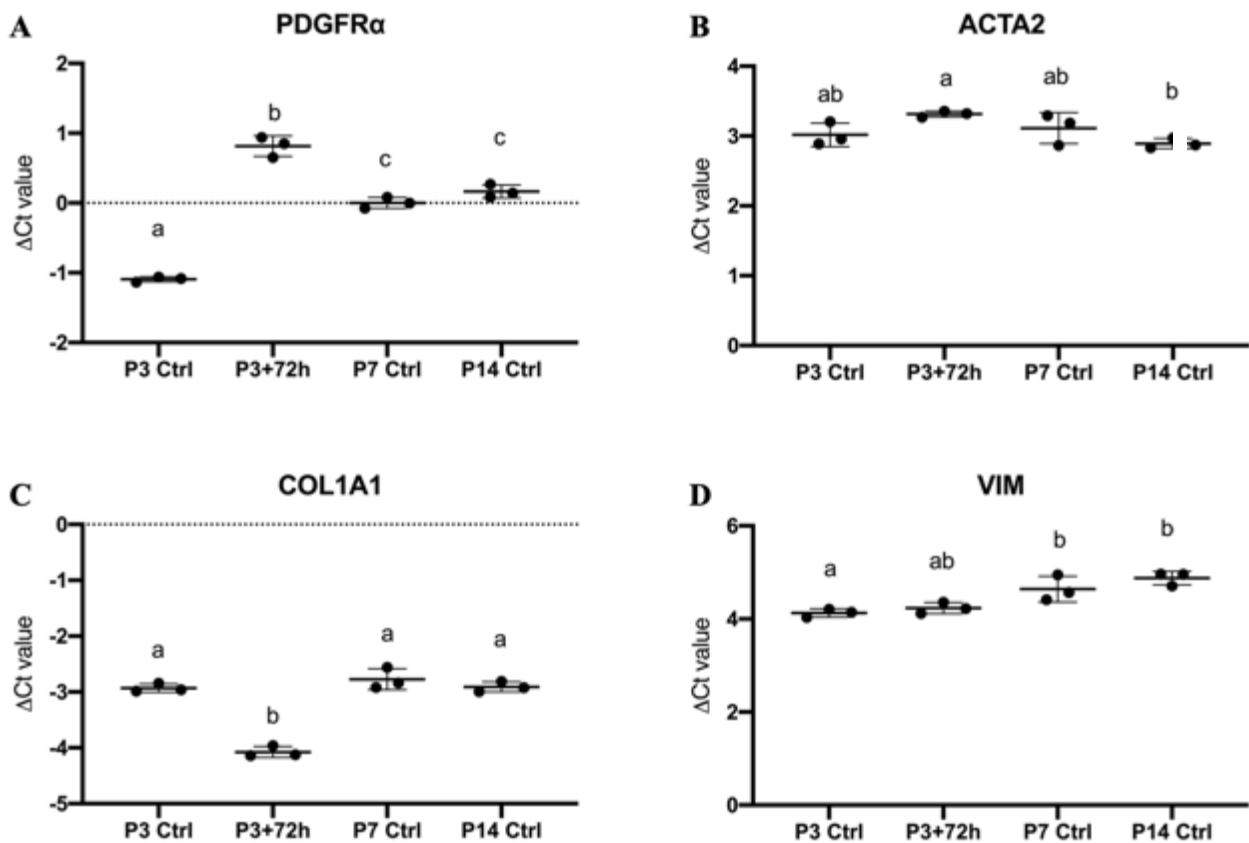 A PDGFRα
2
1
0
-1
-2
ΔCt value
a
b
c
c
P3 Ctrl P3+72h P7 Ctrl P14 Ctrl
B ACTA2
4
3
2
1
0
ΔCt value
ab
a
ab
b
P3 Ctrl P3+72h P7 Ctrl P14 Ctrl
C COL1A1
0
-1
-2
-3
-4
-5
ΔCt value
a
b
a
a
P3 Ctrl P3+72h P7 Ctrl P14 Ctrl
D VIM
6
4
2
0
ΔCt value
a
ab
b
b
P3 Ctrl P3+72h P7 Ctrl P14 Ctrl